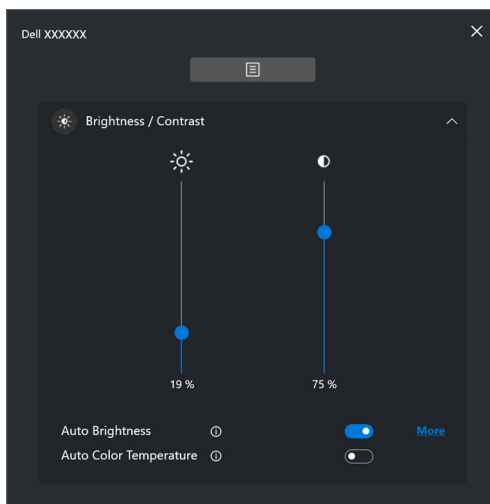 Dell XXXXXX
Brightness / Contrast
19 %
75 %
Auto Brightness
More
Auto Color Temperature